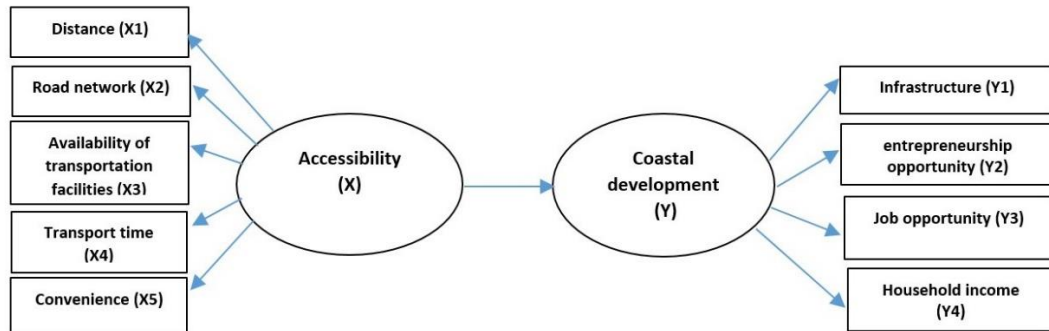 Distance (X1)
Road network (X2)
Availability of
transportation
facilities (X3)
Transport time
(X4)
Convenience (X5)
Accessibility
(X)
Coastal
development
(Y)
Infrastructure (Y1)
entrepreneurship
opportunity (Y2)
Job opportunity (Y3)
Household income
(Y4)